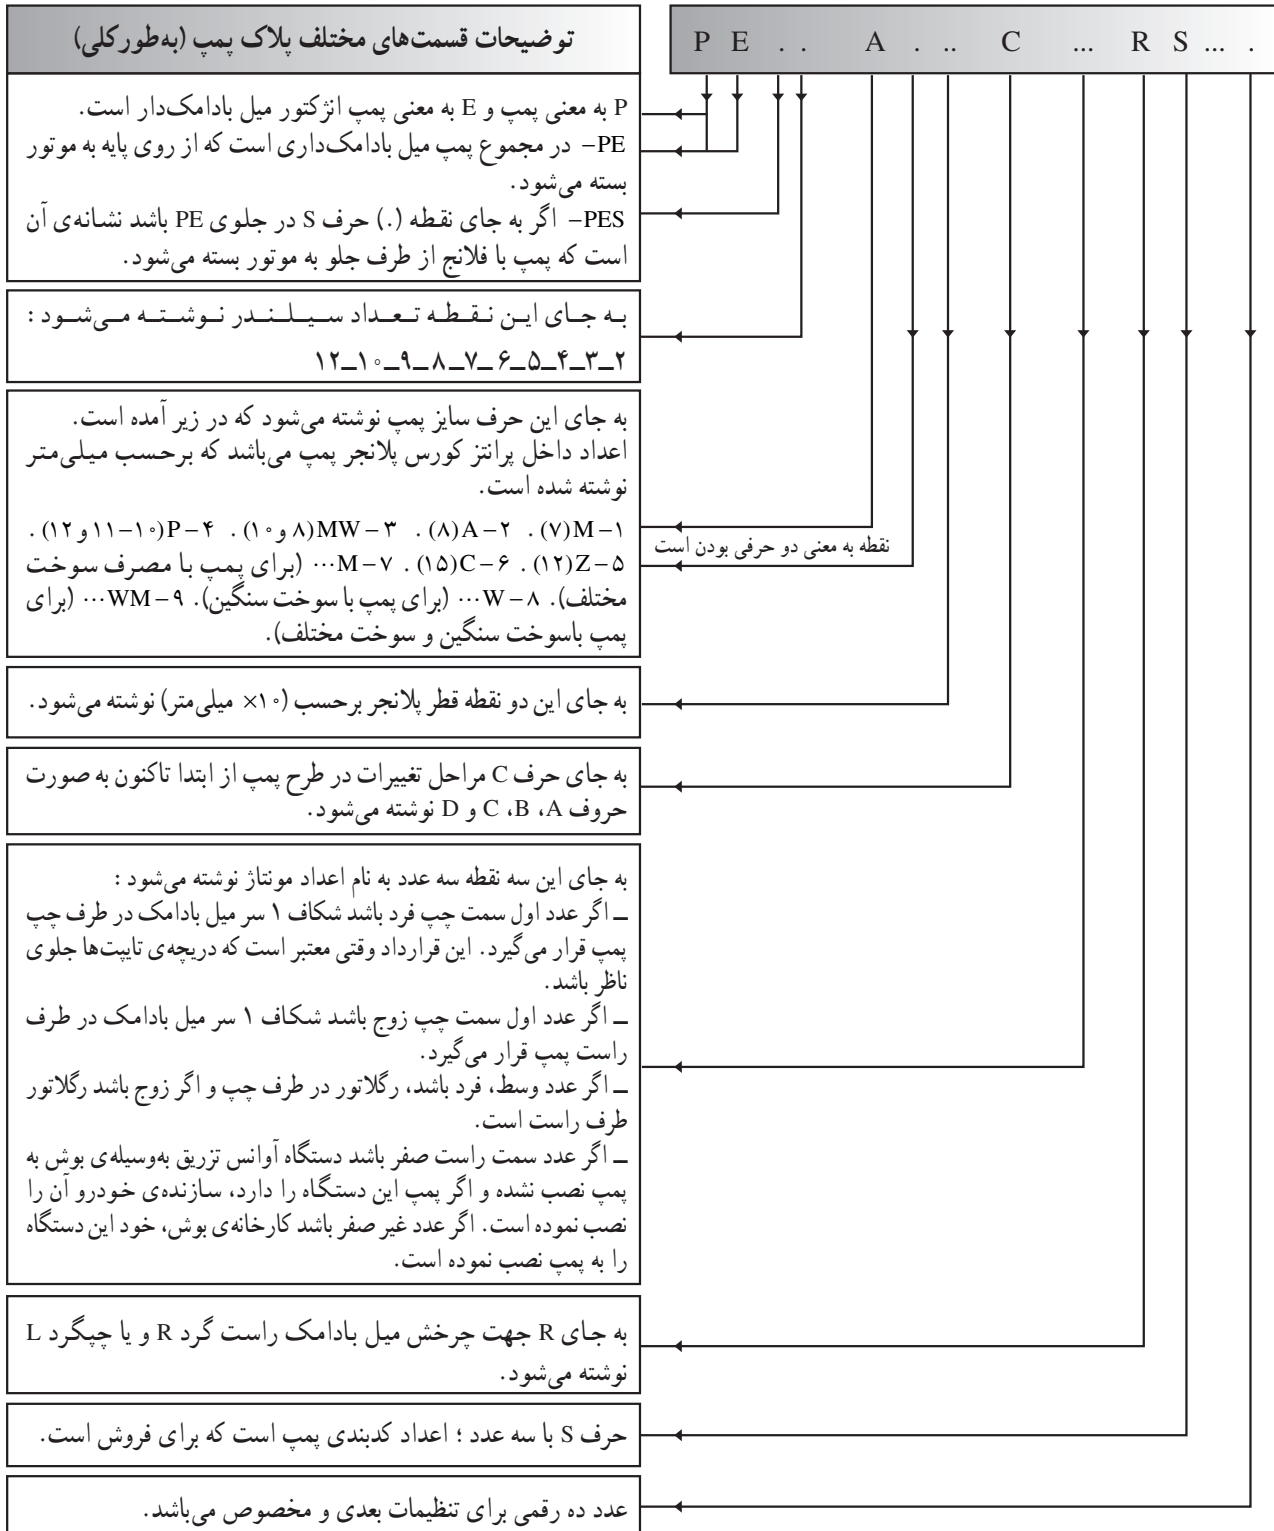 توضیحات قسمت‌های مختلف پلاک پمپ (به‌طورکلی)
P E . . A . .. C ... R S ... .
P به معنی پمپ و E به معنی پمپ انژکتور میل بادامک‌دار است.
PE– در مجموع پمپ میل بادامک‌داری است که از روی پایه به موتور
بسته می‌شود.
PES– اگر به جای نقطه (.) حرف S در جلوی PE باشد نشانه‌ی آن
است که پمپ با فلانج از طرف جلو به موتور بسته می‌شود.
به جای این نقطه تعداد سیلندر نوشته می‌شود :
۲ــ۳ــ۴ــ۵ــ۶ ــ۷ــ۸ ــ۹ــ۱۰ــ۱۲
به جای این حرف سایز پمپ نوشته می‌شود که در زیر آمده است.
اعداد داخل پرانتز کورس پلانجر پمپ می‌باشد که برحسب میلی‌متر
نوشته شده است.
۱–M(۷). ۲–A(۸). ۳–MW(۸ و۱۰). ۴–P(۱۰–۱۱و۱۲).
۵–Z(۱۲). ۶–C(۱۵). ۷–M... (برای پمپ با مصرف سوخت
مختلف). ۸–W... (برای پمپ با سوخت سنگین). ۹–WM... (برای
پمپ باسوخت سنگین و سوخت مختلف).
نقطه به معنی دو حرفی بودن است
به جای این دو نقطه قطر پلانجر برحسب (۱۰× میلی‌متر) نوشته می‌شود.
به جای حرف C مراحل تغییرات در طرح پمپ از ابتدا تاکنون به صورت
حروف A، B، C و D نوشته می‌شود.
به جای این سه نقطه سه عدد به نام اعداد مونتاژ نوشته می‌شود :
ــ اگر عدد اول سمت چپ فرد باشد شکاف ۱ سر میل بادامک در طرف چپ
پمپ قرار می‌گیرد. این قرارداد وقتی معتبر است که دریچه‌ی تایپت‌ها جلوی
ناظر باشد.
ــ اگر عدد اول سمت چپ زوج باشد شکاف ۱ سر میل بادامک در طرف
راست پمپ قرار می‌گیرد.
ــ اگر عدد وسط، فرد باشد، رگلاتور در طرف چپ و اگر زوج باشد رگلاتور
طرف راست است.
ــ اگر عدد سمت راست صفر باشد دستگاه آوانس تزریق به‌وسیله‌ی بوش به
پمپ نصب نشده و اگر پمپ این دستگاه را دارد، سازنده‌ی خودرو آن را
نصب نموده است. اگر عدد غیر صفر باشد کارخانه‌ی بوش، خود این دستگاه
را به پمپ نصب نموده است.
به جای R جهت چرخش میل بادامک راست گرد R و یا چپگرد L
نوشته می‌شود.
حرف S با سه عدد ؛ اعداد کدبندی پمپ است که برای فروش است.
عدد ده رقمی برای تنظیمات بعدی و مخصوص می‌باشد.